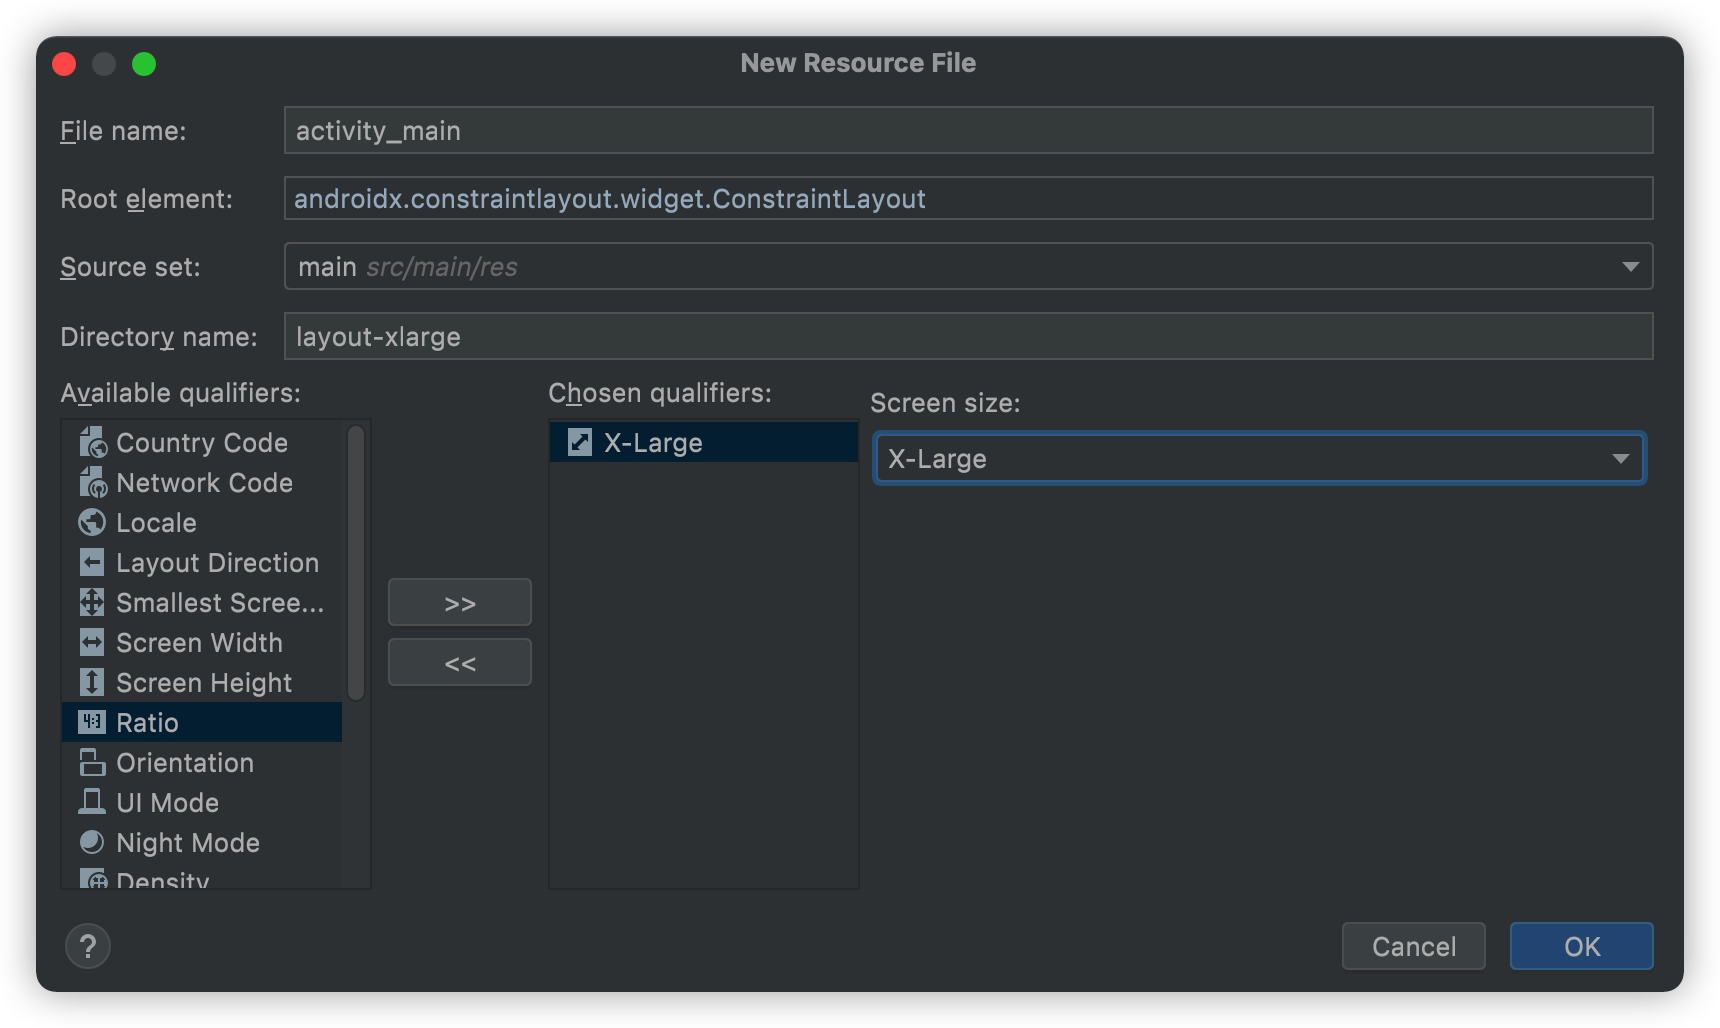 New Resource File
File name:
activity_main
Root element:
androidx.constraintlayout.widget.ConstraintLayout
Source set:
main src/main/res
Directory name:
layout-xlarge
Available qualifiers:
Country Code
Network Code
Locale
Layout Direction
Smallest Scree...
Screen Width
Screen Height
4:3 Ratio
Orientation
UI Mode
Night Mode
Density
>>
<<
Chosen qualifiers:
X-Large
Screen size:
X-Large
?
Cancel
OK